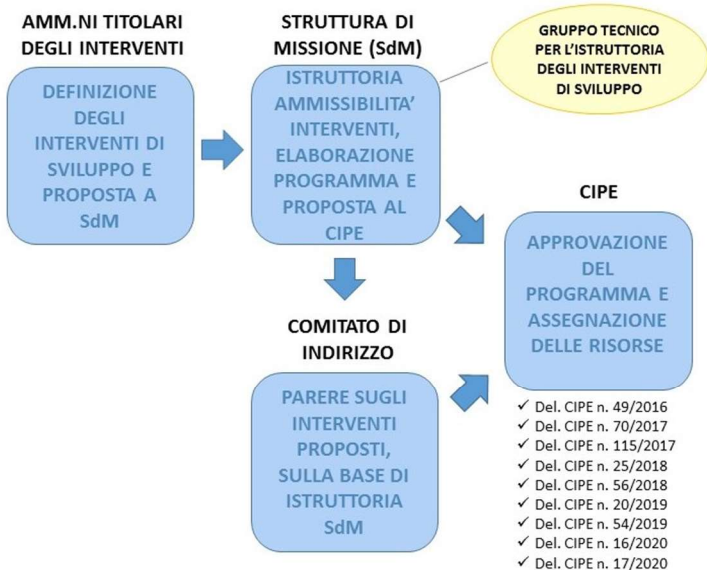 AMM.NI TITOLARI
DEGLI INTERVENTI
DEFINIZIONE
DEGLI
INTERVENTI DI
SVILUPPO E
PROPOSTA A
SdM
STRUTTURA DI
MISSIONE (SdM)
ISTRUTTORIA
AMMISSIBILITA’
INTERVENTI,
ELABORAZIONE
PROGRAMMA E
PROPOSTA AL
CIPE
GRUPPO TECNICO
PER L’ISTRUTTORIA
DEGLI INTERVENTI
DI SVILUPPO
COMITATO DI
INDIRIZZO
PARERE SUGLI
INTERVENTI
PROPOSTI,
SULLA BASE DI
ISTRUTTORIA
SdM
CIPE
APPROVAZIONE
DEL
PROGRAMMA E
ASSEGNAZIONE
DELLE RISORSE
✓ Del. CIPE n. 49/2016
✓ Del. CIPE n. 70/2017
✓ Del. CIPE n. 115/2017
✓ Del. CIPE n. 25/2018
✓ Del. CIPE n. 56/2018
✓ Del. CIPE n. 20/2019
✓ Del. CIPE n. 54/2019
✓ Del. CIPE n. 16/2020
✓ Del. CIPE n. 17/2020